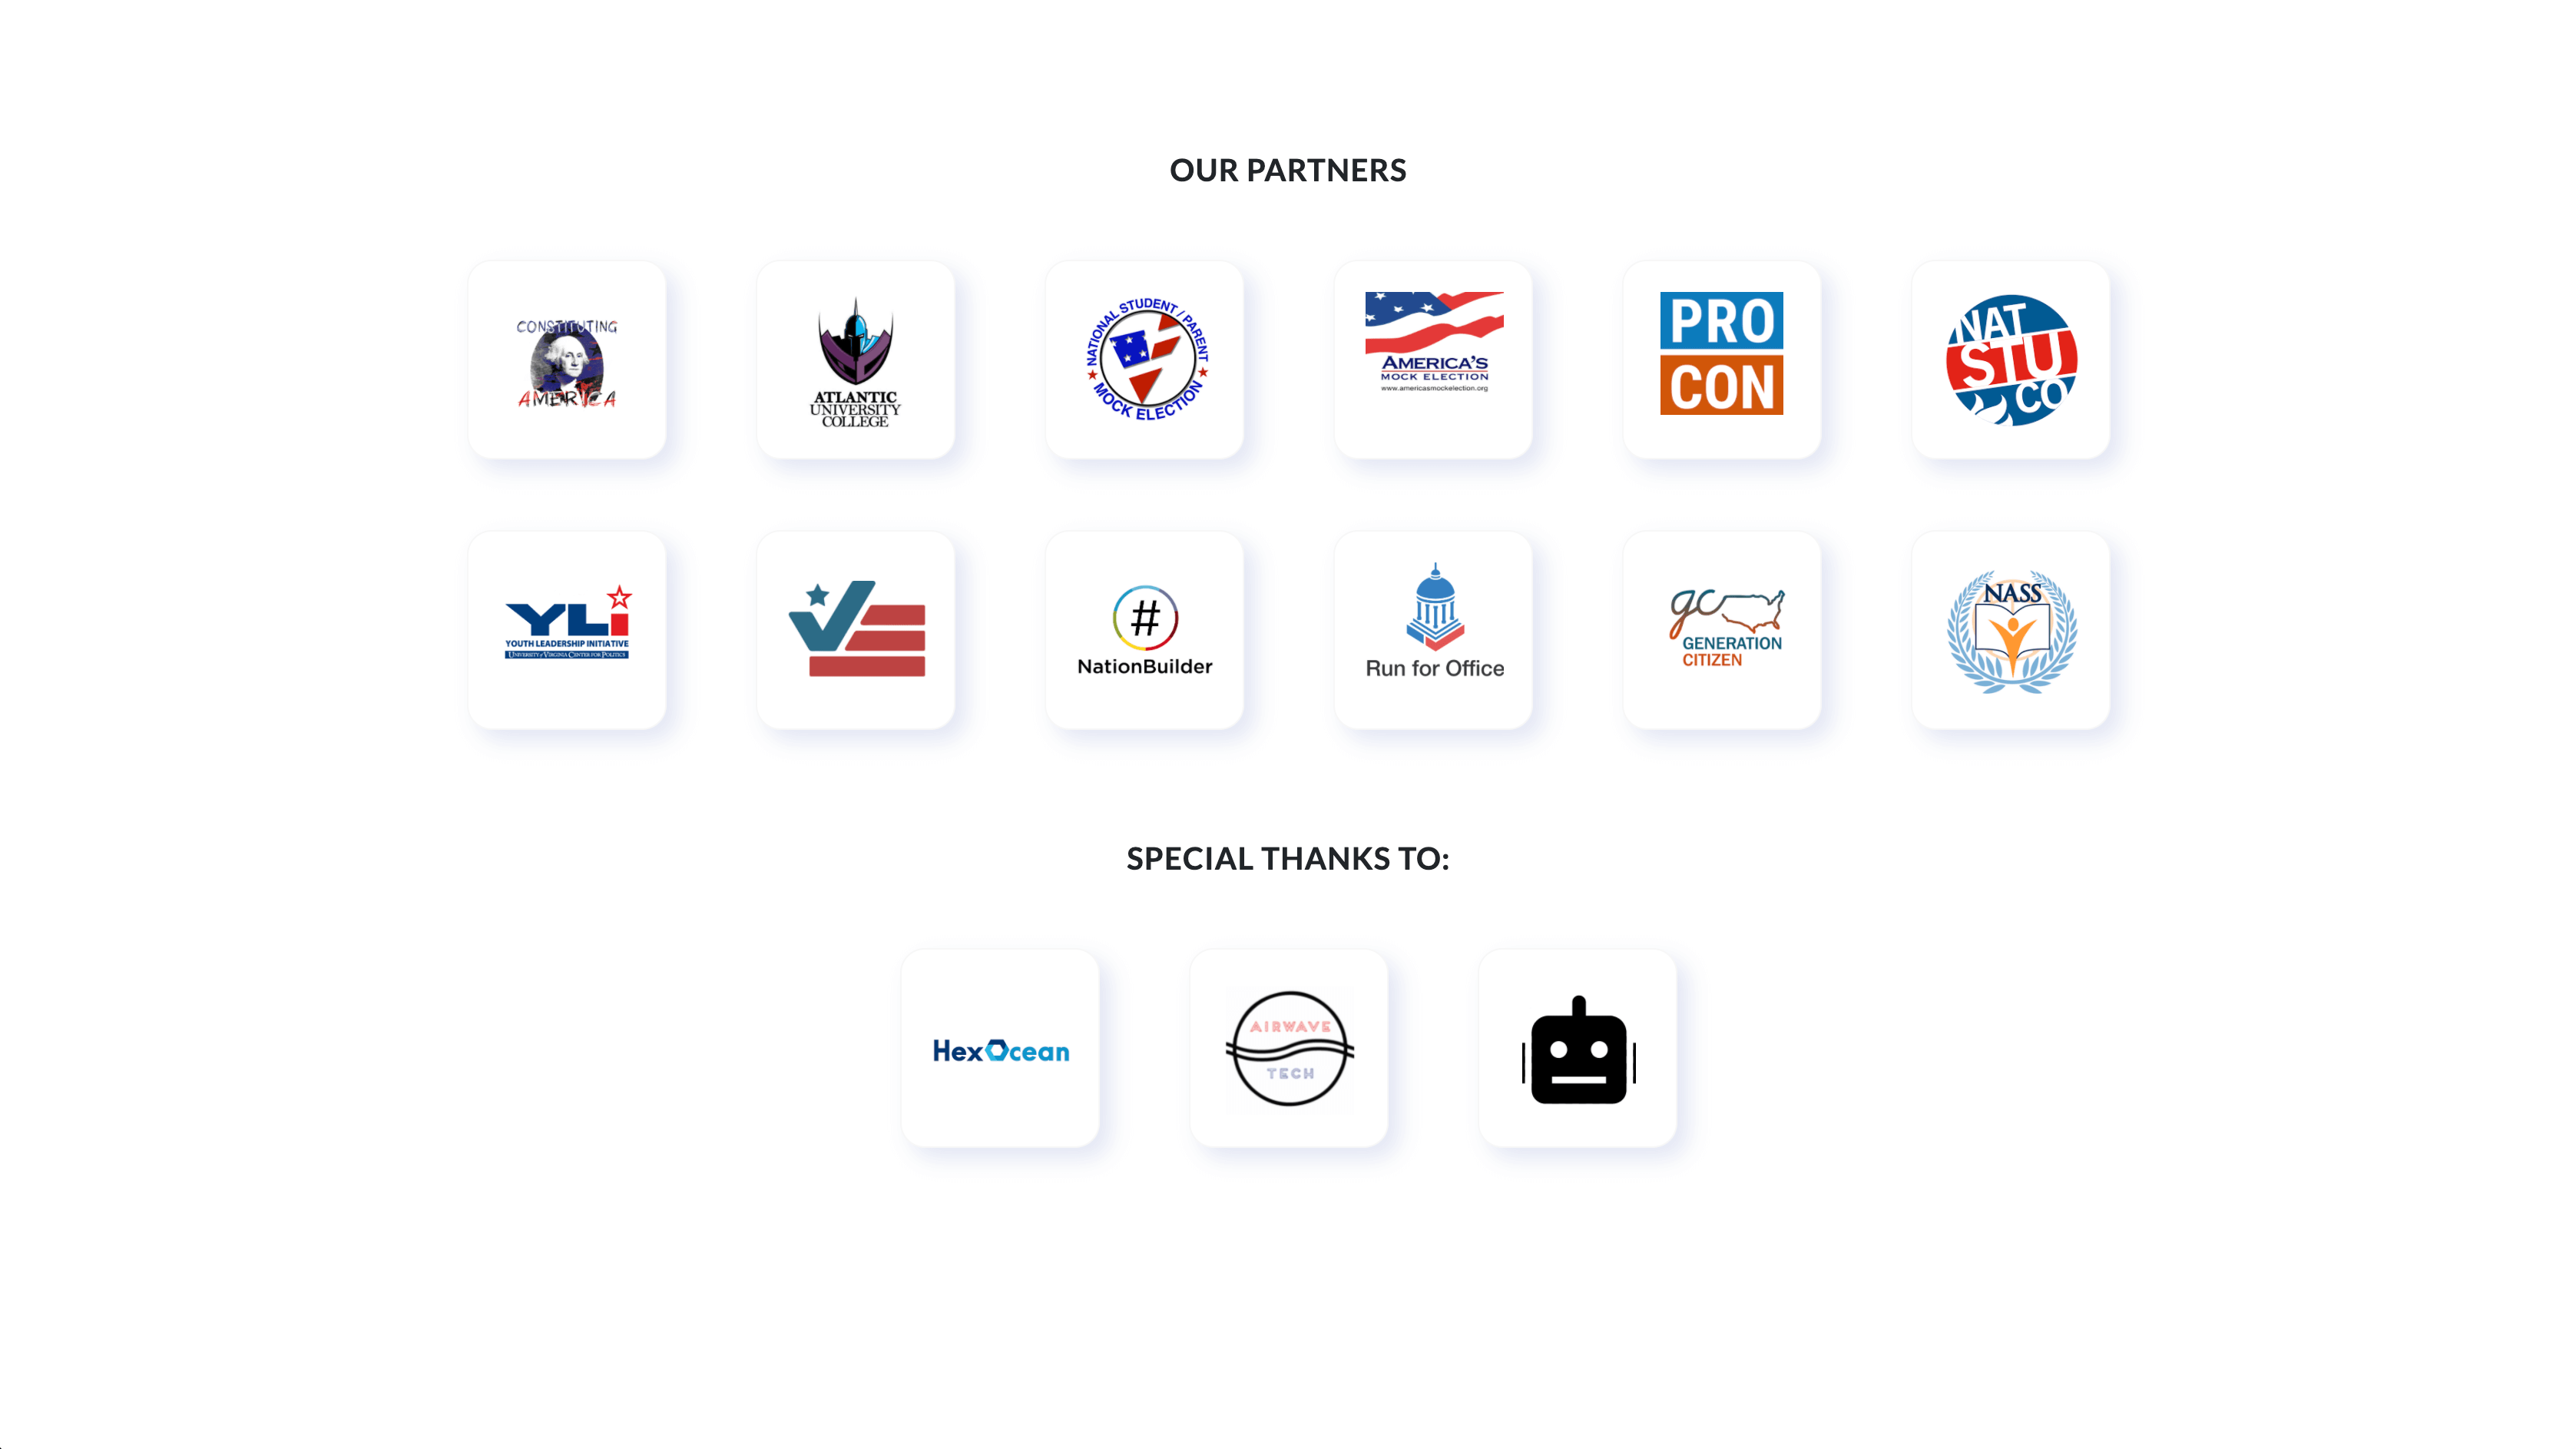 OUR PARTNERS
CONSTITUTING
AMERICA
ATLANTIC
UNIVERSITY
COLLEGE
NATIONAL STUDENT / PARENT
MOCK ELECTION
AMERICA'S
MOCK ELECTION
www.americasmockelection.org
PRO
CON
NAT
STU
CO
YLi
YOUTH LEADERSHIP INITIATIVE
UNIVERSITY of VIRGINIA CENTER FOR POLITICS
#
NationBuilder
Run for Office
gc
GENERATION
CITIZEN
NASS
SPECIAL THANKS TO:
HexOcean
AIRWAVE
TECH